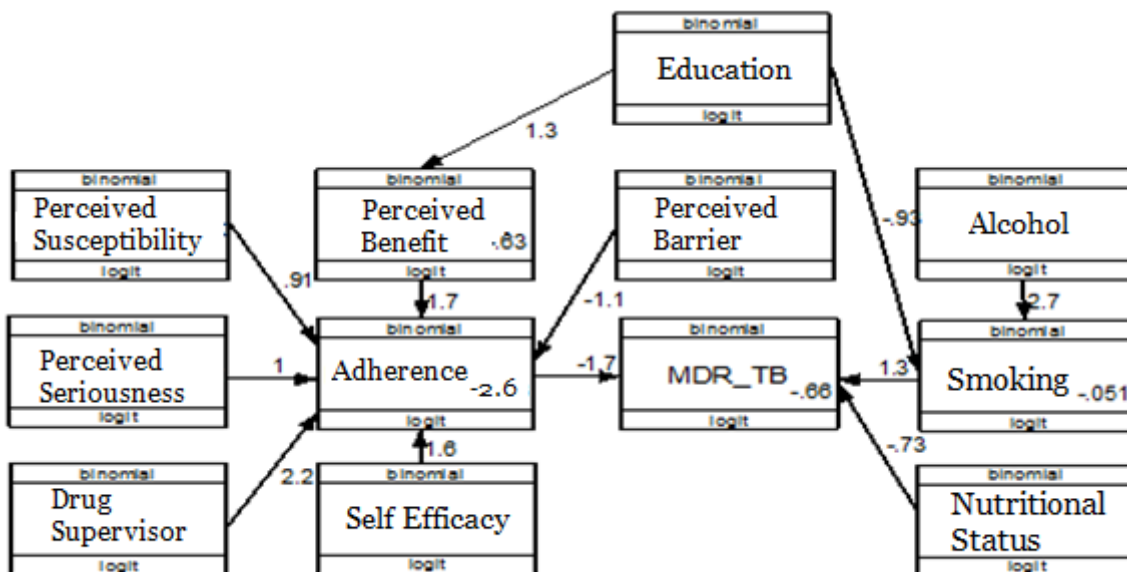 binomial
Education
logit
1.3
-.93
binomial
Perceived
Susceptibility
logit
binomial
Perceived
Benefit -.63
logit
binomial
Perceived
Barrier
logit
binomial
Alcohol
logit
.91
1.7
-1.1
2.7
binomial
Perceived
Seriousness
logit
1
binomial
Adherence -2.6
logit
-1.7
binomial
MDR_TB
-.66
logit
1.3
binomial
Smoking -.051
logit
2.2
1.6
-.73
binomial
Drug
Supervisor
logit
binomial
Self Efficacy
logit
binomial
Nutritional
Status
logit